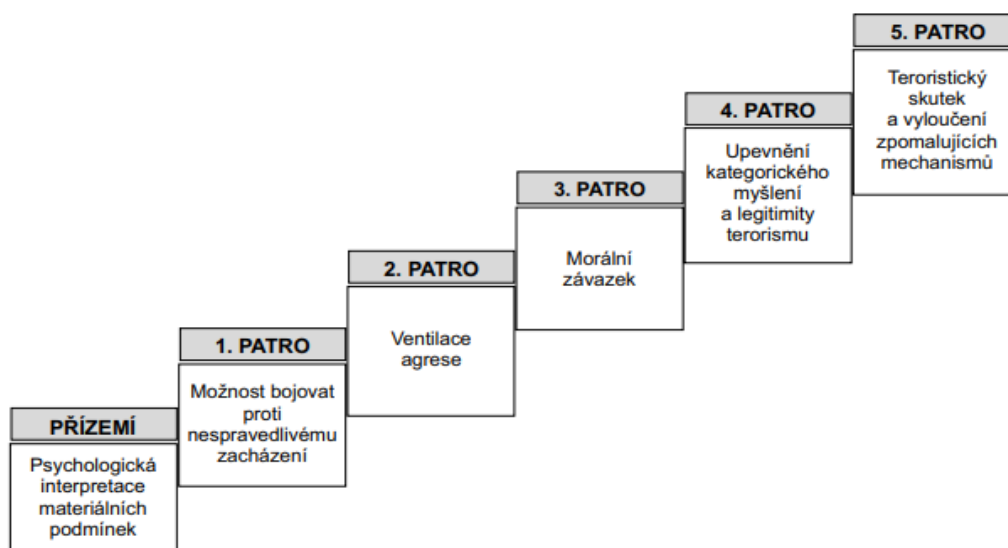 PŘÍZEMÍ
Psychologická
interpretace
materiálních
podmínek
1. PATRO
Možnost bojovat
proti
nespravedlivému
zacházení
2. PATRO
Ventilace
agrese
3. PATRO
Morální
závazek
4. PATRO
Upevnění
kategorického
myšlení
a legitimity
terorismu
5. PATRO
Teroristický
skutek
a vyloučení
zpomalujících
mechanismů